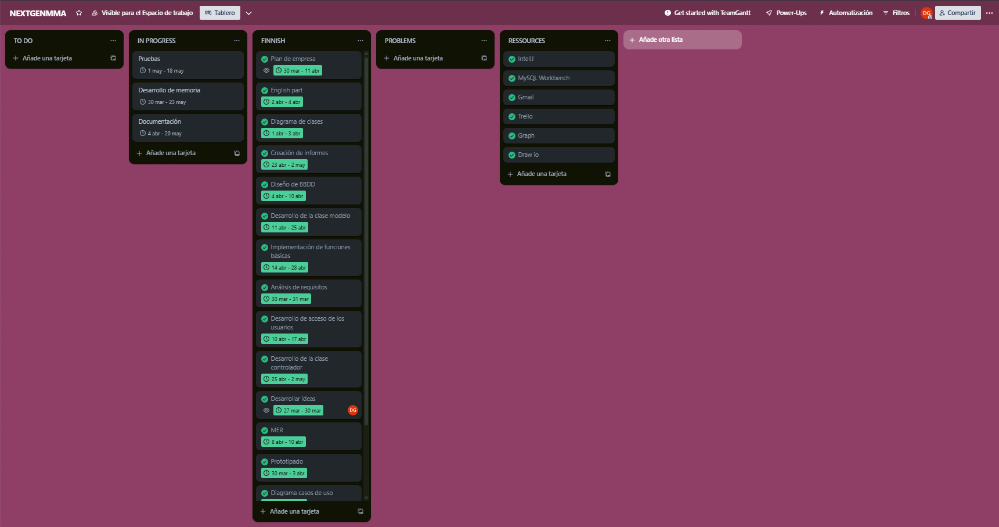 NEXTGENMMA
Visible para el Espacio de trabajo
Tablero
Get started with TeamGantt
Power-Ups
Automatización
Filtros
DG
Compartir
TO DO
Añade una tarjeta
IN PROGRESS
Pruebas
1 may - 18 may
Desarrollo de memoria
30 mar - 23 may
Documentación
4 abr - 20 may
Añade una tarjeta
FINNISH
Plan de empresa
30 mar - 11 abr
English part
2 abr - 4 abr
Diagrama de clases
1 abr - 3 abr
Creación de informes
23 abr - 2 may
Diseño de BBDD
4 abr - 10 abr
Desarrollo de la clase modelo
11 abr - 25 abr
Implementación de funciones
básicas
14 abr - 28 abr
Análisis de requisitos
30 mar - 31 mar
Desarrollo de acceso de los
usuarios
10 abr - 17 abr
Desarrollo de la clase
controlador
25 abr - 2 may
Desarrollar ideas
27 mar - 30 mar
DG
MER
8 abr - 10 abr
Prototipado
30 mar - 3 abr
Diagrama casos de uso
Añade una tarjeta
PROBLEMS
Añade una tarjeta
RESSOURCES
IntelIJ
MySQL Workbench
Gmail
Trello
Graph
Draw io
Añade una tarjeta
Añade otra lista